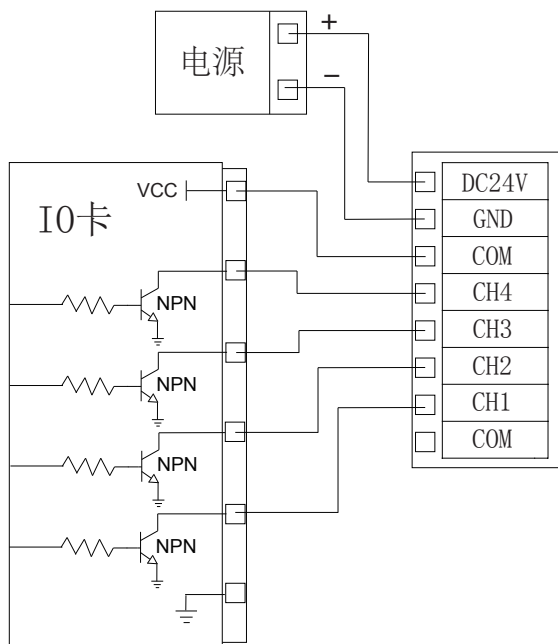 电源
+
−
VCC
IO卡
NPN
NPN
NPN
NPN
DC24V
GND
COM
CH4
CH3
CH2
CH1
COM